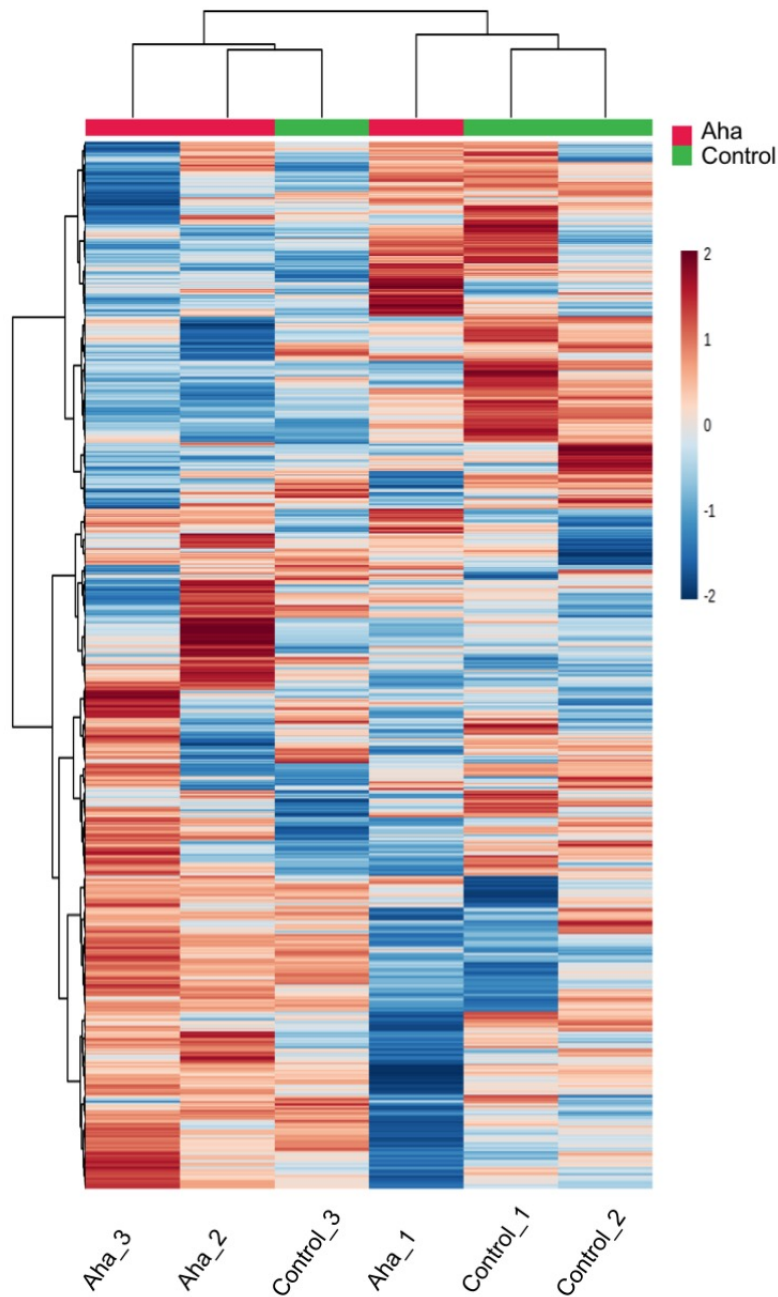 Aha
Control
2
1
0
-1
-2
Aha_3
Aha_2
Control_3
Aha_1
Control_1
Control_2